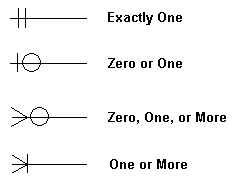 Exactly One
Zero or One
Zero, One, or More
One or More